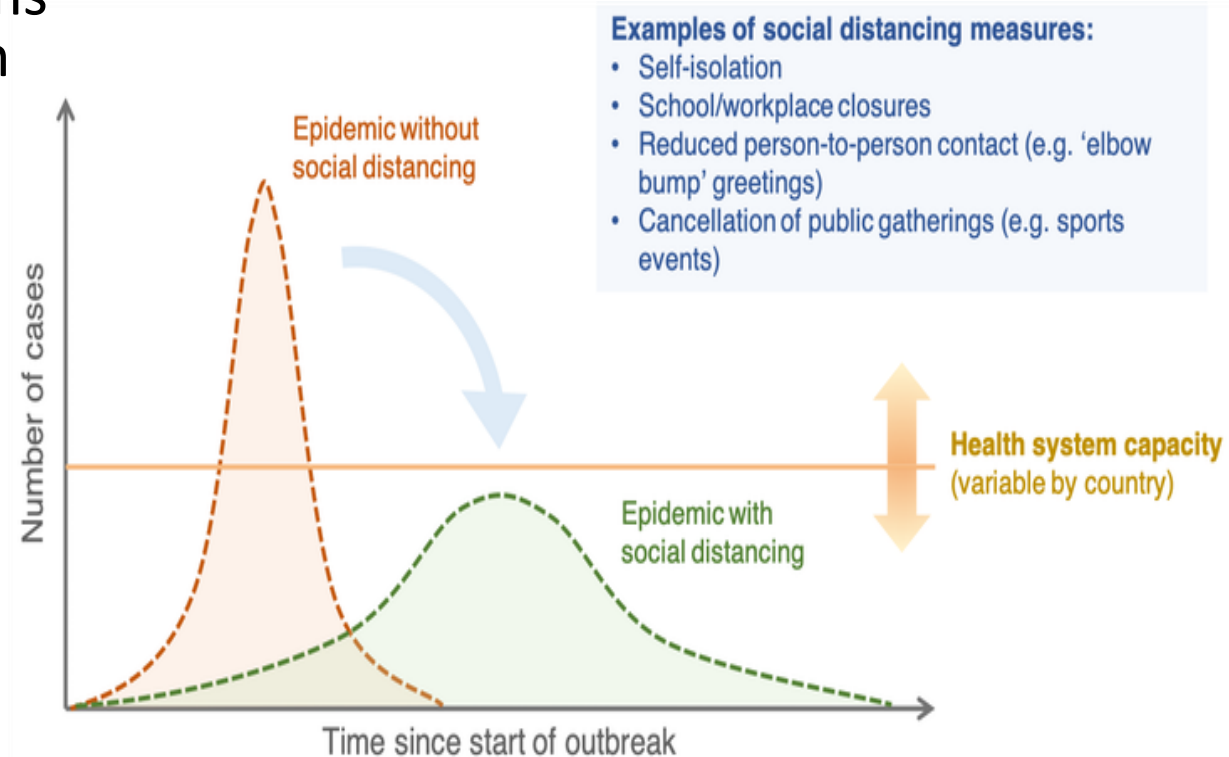 Examples of social distancing measures:
• Self-isolation
• School/workplace closures
• Reduced person-to-person contact (e.g. ‘elbow
bump’ greetings)
• Cancellation of public gatherings (e.g. sports
events)
Epidemic without
social distancing
Number of cases
Health system capacity
(variable by country)
Epidemic with
social distancing
Time since start of outbreak